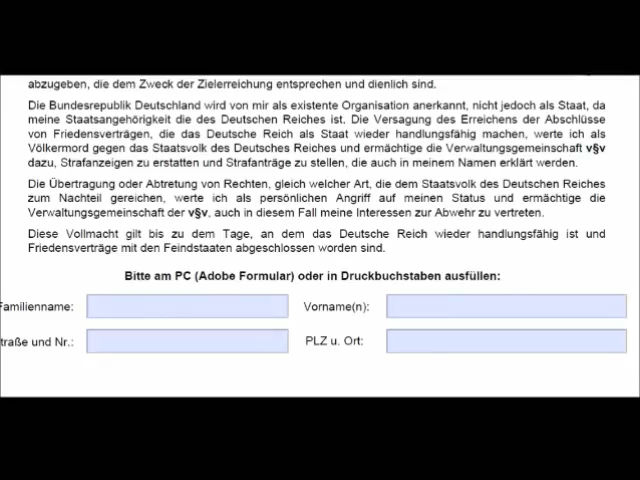 abzugeben, die dem Zweck der Zielerreichung entsprechen und dienlich sind.
Die Bundesrepublik Deutschland wird von mir als existente Organisation anerkannt, nicht jedoch als Staat, da
meine Staatsangehörigkeit die des Deutschen Reiches ist. Die Versagung des Erreichens der Abschlüsse
von Friedensverträgen, die das Deutsche Reich als Staat wieder handlungsfähig machen, werte ich als
Völkermord gegen das Staatsvolk des Deutsches Reiches und ermächtige die Verwaltungsgemeinschaft v§v
dazu, Strafanzeigen zu erstatten und Strafanträge zu stellen, die auch in meinem Namen erklärt werden.
Die Übertragung oder Abtretung von Rechten, gleich welcher Art, die dem Staatsvolk des Deutschen Reiches
zum Nachteil gereichen, werte ich als persönlichen Angriff auf meinen Status und ermächtige die
Verwaltungsgemeinschaft der v§v, auch in diesem Fall meine Interessen zur Abwehr zu vertreten.
Diese Vollmacht gilt bis zu dem Tage, an dem das Deutsche Reich wieder handlungsfähig ist und
Friedensverträge mit den Feindstaaten abgeschlossen worden sind.
Bitte am PC (Adobe Formular) oder in Druckbuchstaben ausfüllen:
Familienname: Vorname(n):
traße und Nr.: PLZ u. Ort: